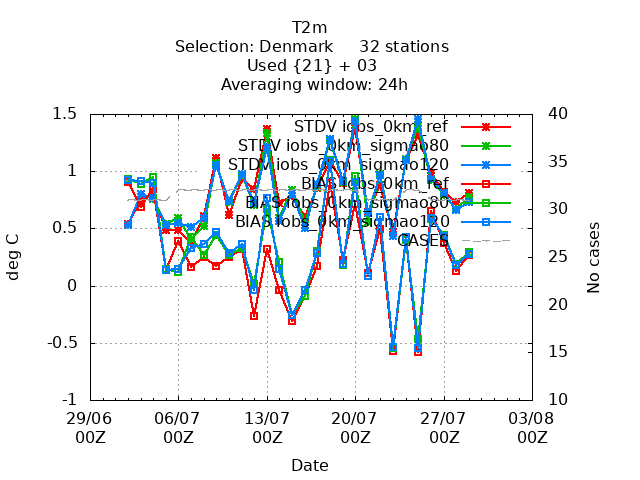 T2m
Selection: Denmark 32 stations
Used {21} + 03
Averaging window: 24h
1.5
1
0.5
0
-0.5
-1
40
35
30
25
20
15
10
STDV iobs_0km_ref
STDV iobs_0km_sigmao80
STDV iobs_0km_sigmao120
BIAS iobs_0km_ref
BIAS iobs_0km_sigmao80
BIAS iobs_0km_sigmao120
CASES
deg C
No cases
29/06 06/07 13/07 20/07 27/07 03/08
00Z 00Z 00Z 00Z 00Z 00Z
Date